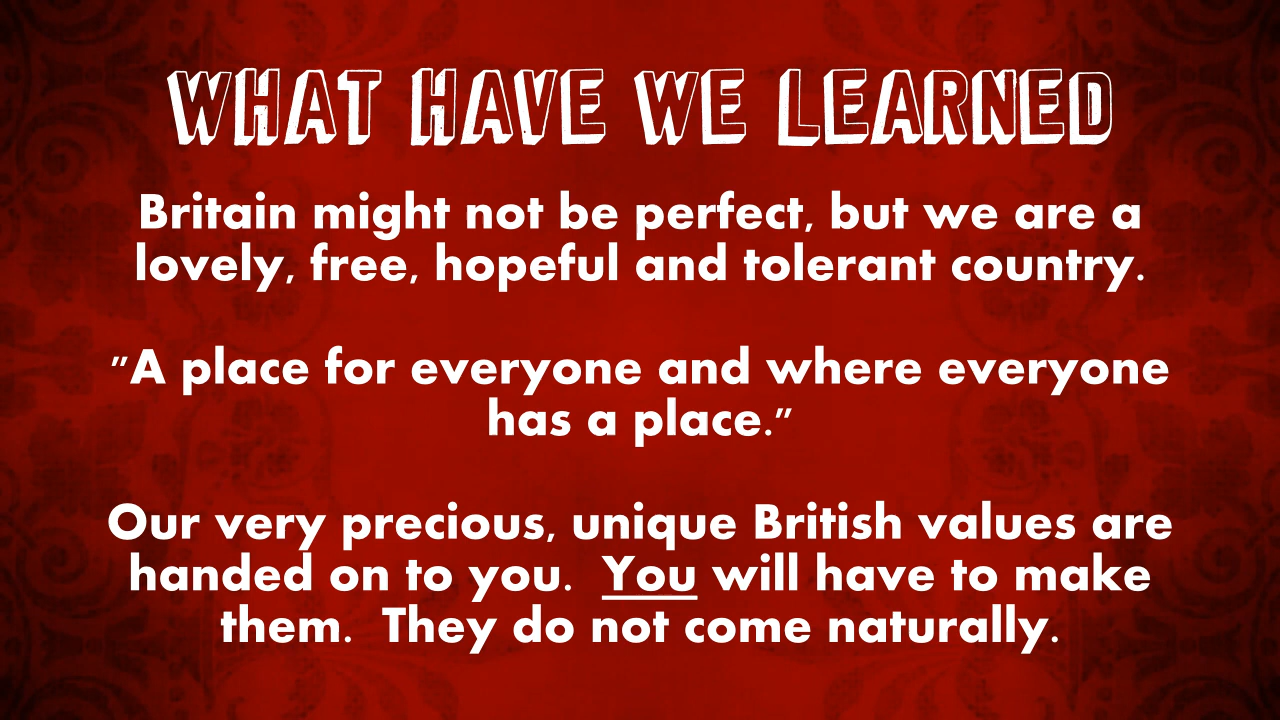 WHAT HAVE WE LEARNED
Britain might not be perfect, but we are a
lovely, free, hopeful and tolerant country.
"A place for everyone and where everyone
has a place."
Our very precious, unique British values are
handed on to you.  You will have to make
them.  They do not come naturally.